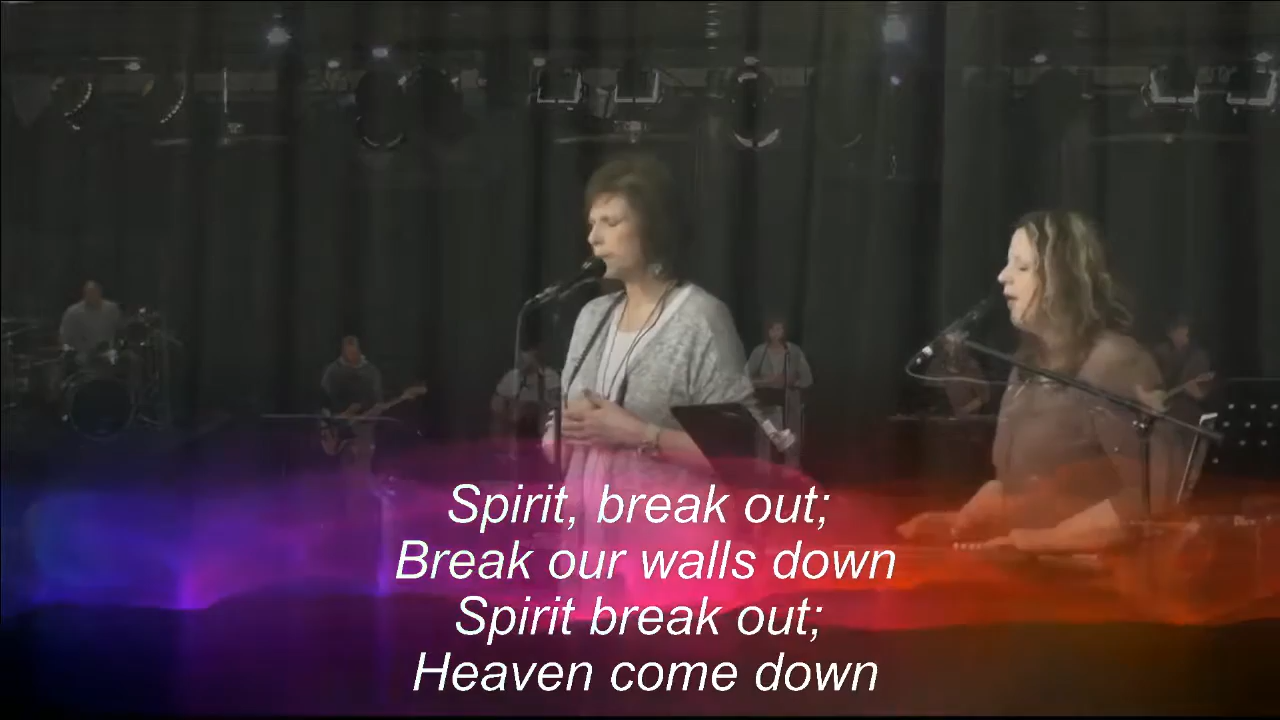 Spirit, break out;
Break our walls down
Spirit break out;
Heaven come down